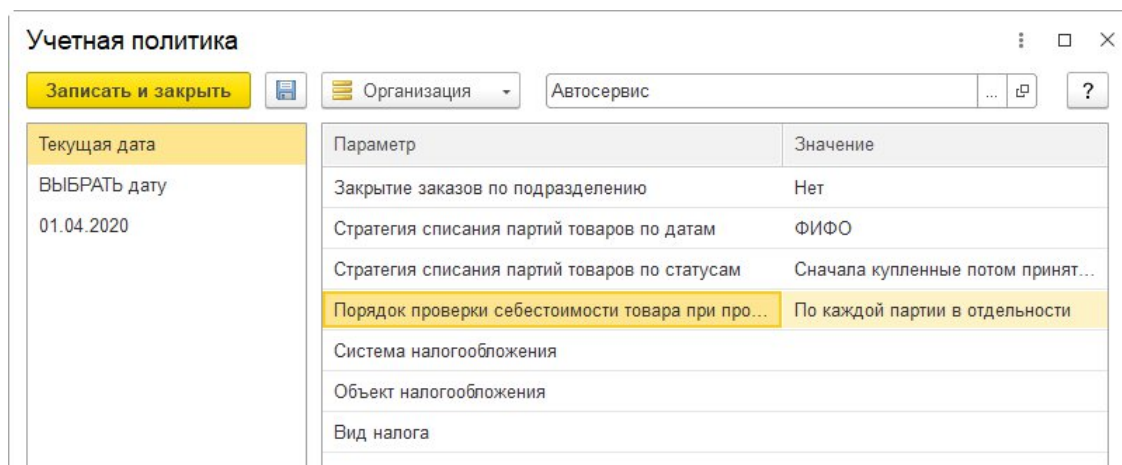 Учетная политика
Записать и закрыть Организация Автосервис ... ?
Текущая дата
ВЫБРАТЬ дату
01.04.2020
Параметр Значение
Закрытие заказов по подразделению Нет
Стратегия списания партий товаров по датам ФИФО
Стратегия списания партий товаров по статусам Сначала купленные потом принят...
Порядок проверки себестоимости товара при про... По каждой партии в отдельности
Система налогообложения
Объект налогообложения
Вид налога